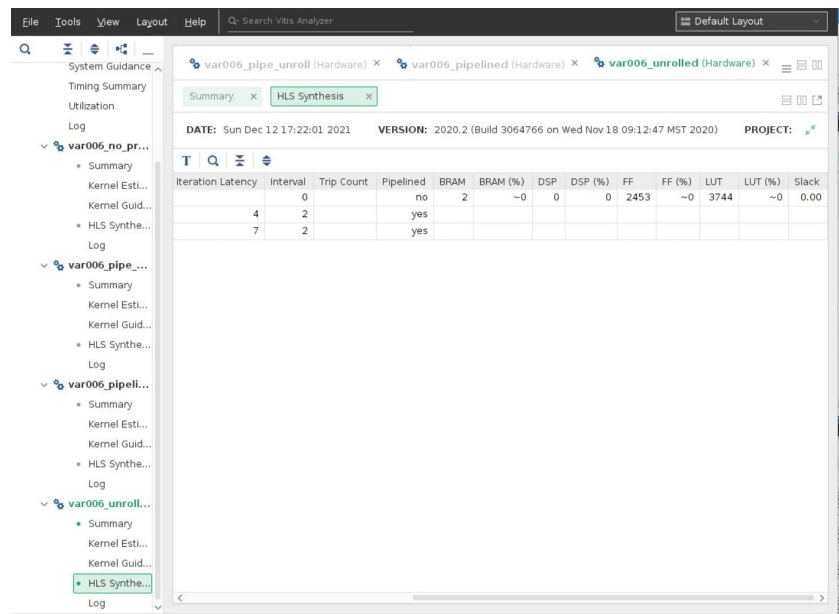 File Tools View Layout Help Q- Search Vitis Analyzer Default Layout
System Guidance
Timing Summary
Utilization
Log
var006_no_pr...
Summary
Kernel Esti...
Kernel Guid...
HLS Synthe...
Log
var006_pipe_...
Summary
Kernel Esti...
Kernel Guid...
HLS Synthe...
Log
var006_pipeli...
Summary
Kernel Esti...
Kernel Guid...
HLS Synthe...
Log
var006_unroll...
Summary
Kernel Esti...
Kernel Guid...
HLS Synthe...
Log
var006_pipe_unroll (Hardware) × var006_pipelined (Hardware) × var006_unrolled (Hardware) ×
Summary × HLS Synthesis ×
DATE: Sun Dec 12 17:22:01 2021 VERSION: 2020.2 (Build 3064766 on Wed Nov 18 09:12:47 MST 2020) PROJECT:
T
Iteration Latency Interval Trip Count Pipelined BRAM BRAM (%) DSP DSP (%) FF FF (%) LUT LUT (%) Slack
0 no 2 ~0 0 0 2453 ~0 3744 ~0 0.00
4 2 yes
7 2 yes